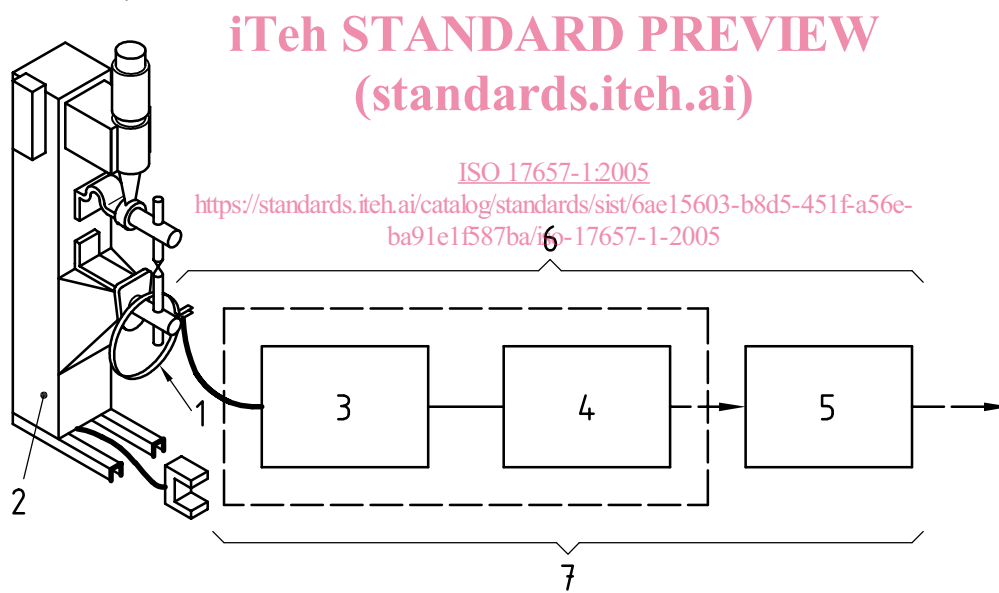 iTeh STANDARD PREVIEW
(standards.iteh.ai)
ISO 17657-1:2005
https://standards.iteh.ai/catalog/standards/sist/6ae15603-b8d5-451f-a56e-
ba91e1f587ba/iso-17657-1-2005
6
1
3
4
5
2
7